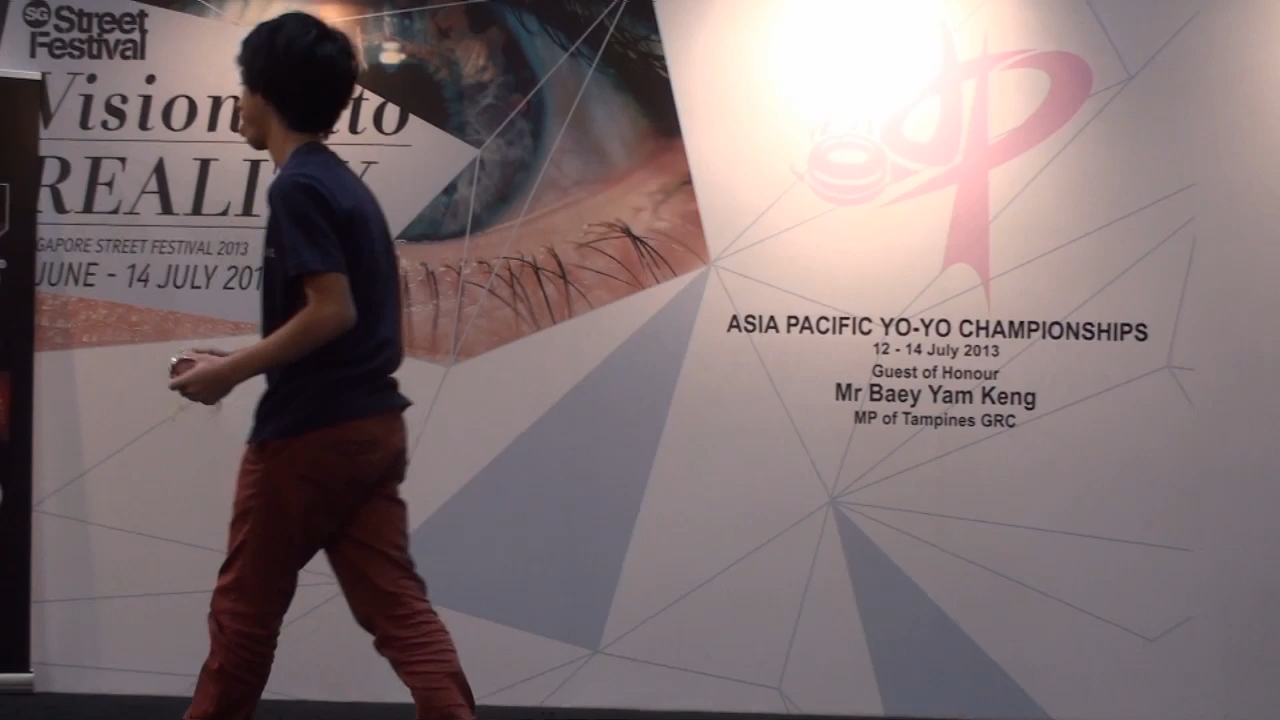 SG Street
Festival
Vision
REALI
GAPORE STREET FESTIVAL 2013
JUNE - 14 JULY 201
ASIA PACIFIC YO-YO CHAMPIONSHIPS
12 - 14 July 2013
Guest of Honour
Mr Baey Yam Keng
MP of Tampines GRC